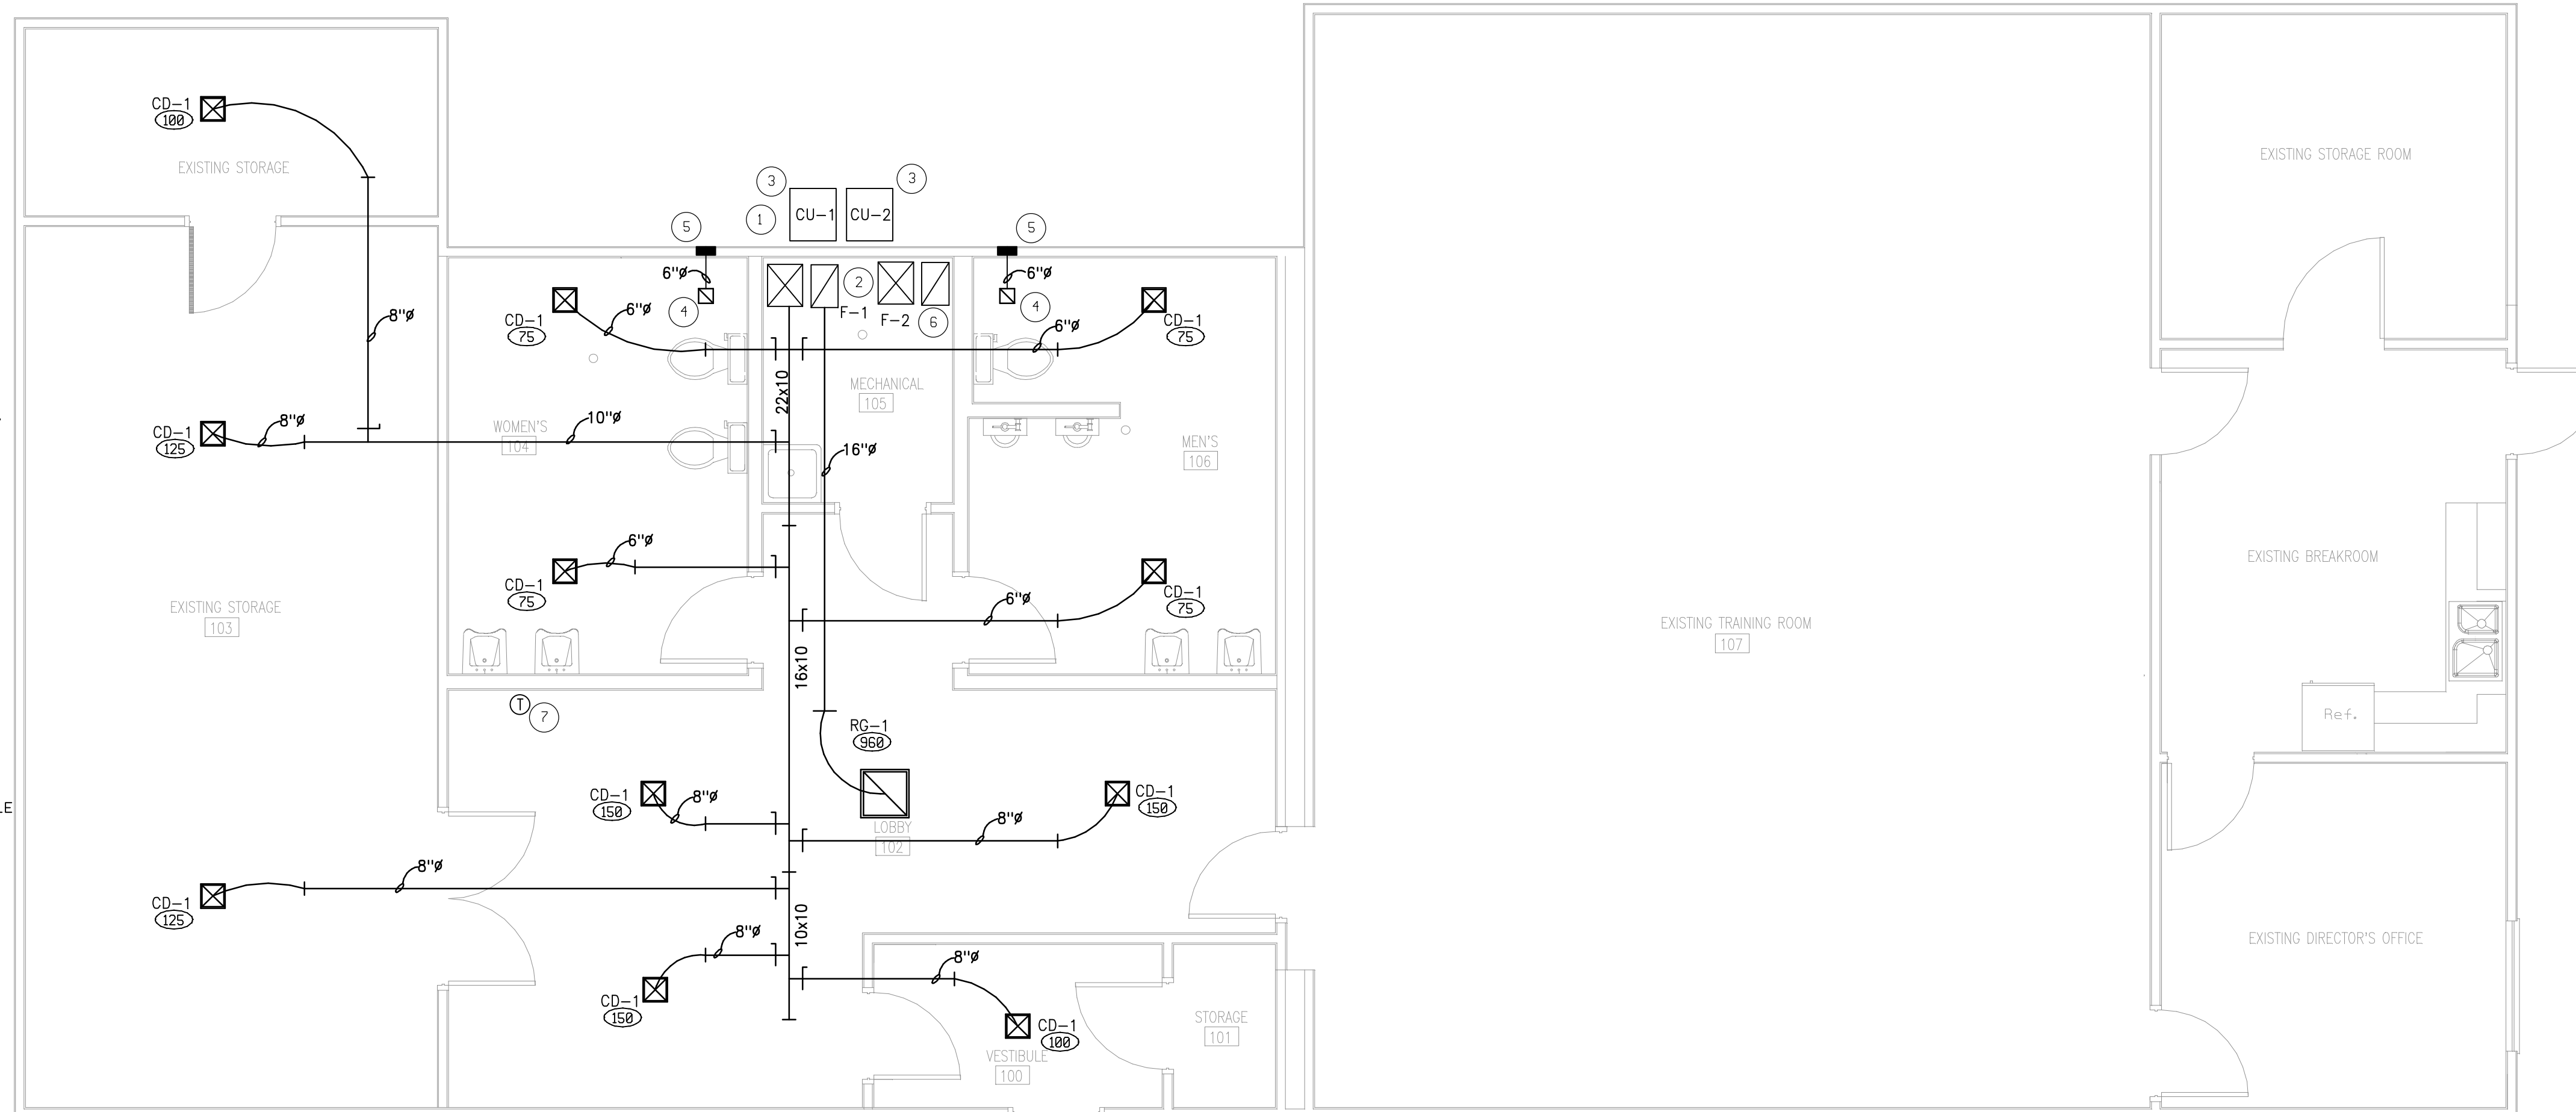 CD-1
100
EXISTING STORAGE
EXISTING STORAGE ROOM
3
3
1
CU-1
CU-2
5
5
6"ø
6"ø
2
4
4
F-1
F-2
6
8"ø
CD-1
75
6"ø
6"ø
CD-1
75
22x10
MECHANICAL
105
CD-1
125
8"ø
10"ø
WOMEN'S
104
16"ø
MEN'S
106
6"ø
CD-1
75
6"ø
CD-1
75
EXISTING BREAKROOM
EXISTING STORAGE
103
EXISTING TRAINING ROOM
107
16x10
T
7
RG-1
960
Ref.
CD-1
150
8"ø
8"ø
CD-1
150
LE
LOBBY
102
8"ø
CD-1
125
10x10
8"ø
8"ø
EXISTING DIRECTOR'S OFFICE
CD-1
150
CD-1
100
STORAGE
101
VESTIBULE
100